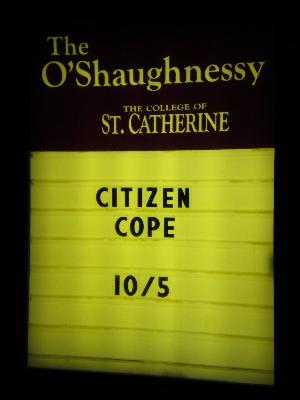 The
O'Shaughnessy
THE COLLEGE OF
ST. CATHERINE
CITIZEN
COPE
10/5